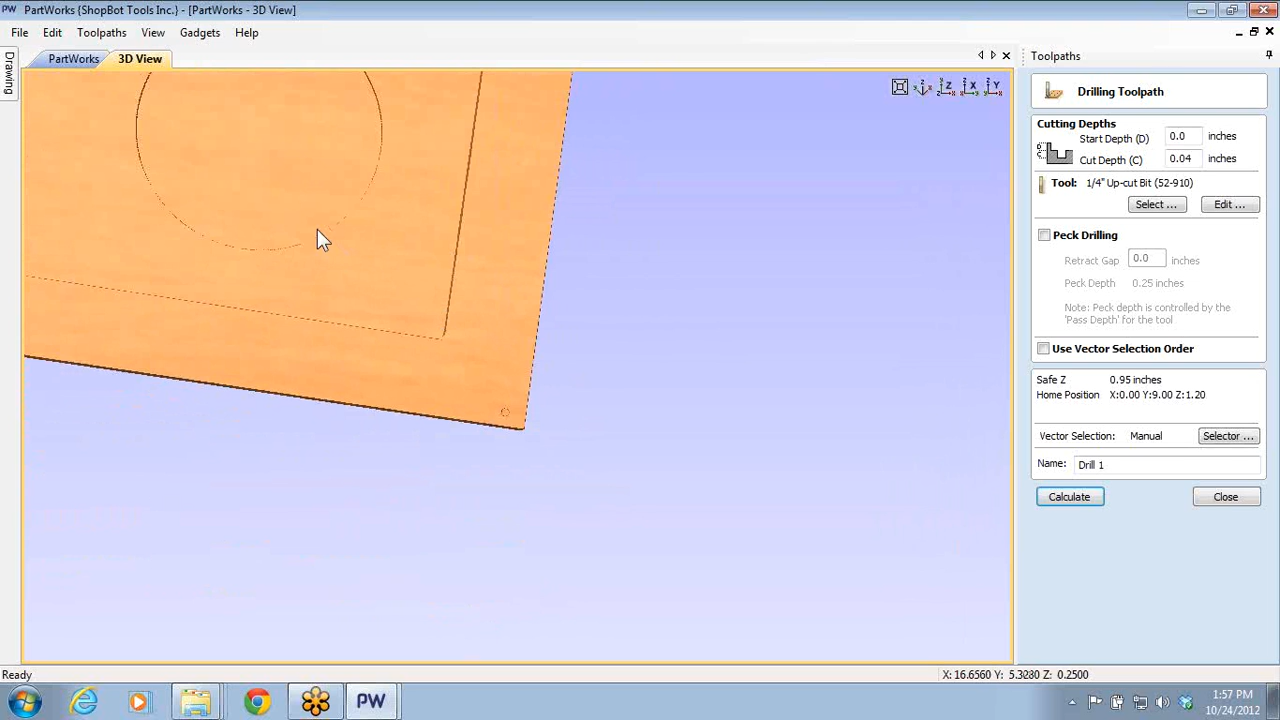 PW PartWorks {ShopBot Tools Inc.} - [PartWorks - 3D View]
File Edit Toolpaths View Gadgets Help
Drawing
PartWorks 3D View
Toolpaths
Z X Y
Drilling Toolpath
Cutting Depths
Start Depth (D) 0.0 inches
Cut Depth (C) 0.04 inches
Tool: 1/4" Up-cut Bit (52-910)
Select ... Edit ...
Peck Drilling
Retract Gap 0.0 inches
Peck Depth 0.25 inches
Note: Peck depth is controlled by the
'Pass Depth' for the tool
Use Vector Selection Order
Safe Z 0.95 inches
Home Position X:0.00 Y:9.00 Z:1.20
Vector Selection: Manual Selector ...
Name: Drill 1
Calculate Close
Ready
X: 16.6560 Y: 5.3280 Z: 0.2500
PW
1:57 PM
10/24/2012